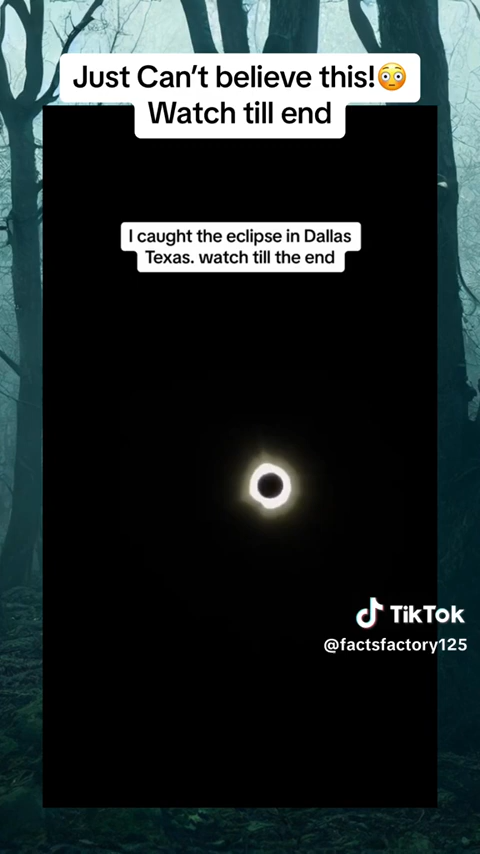 Just Can’t believe this!😳
Watch till end
I caught the eclipse in Dallas
Texas. watch till the end
TikTok
@factsfactory125